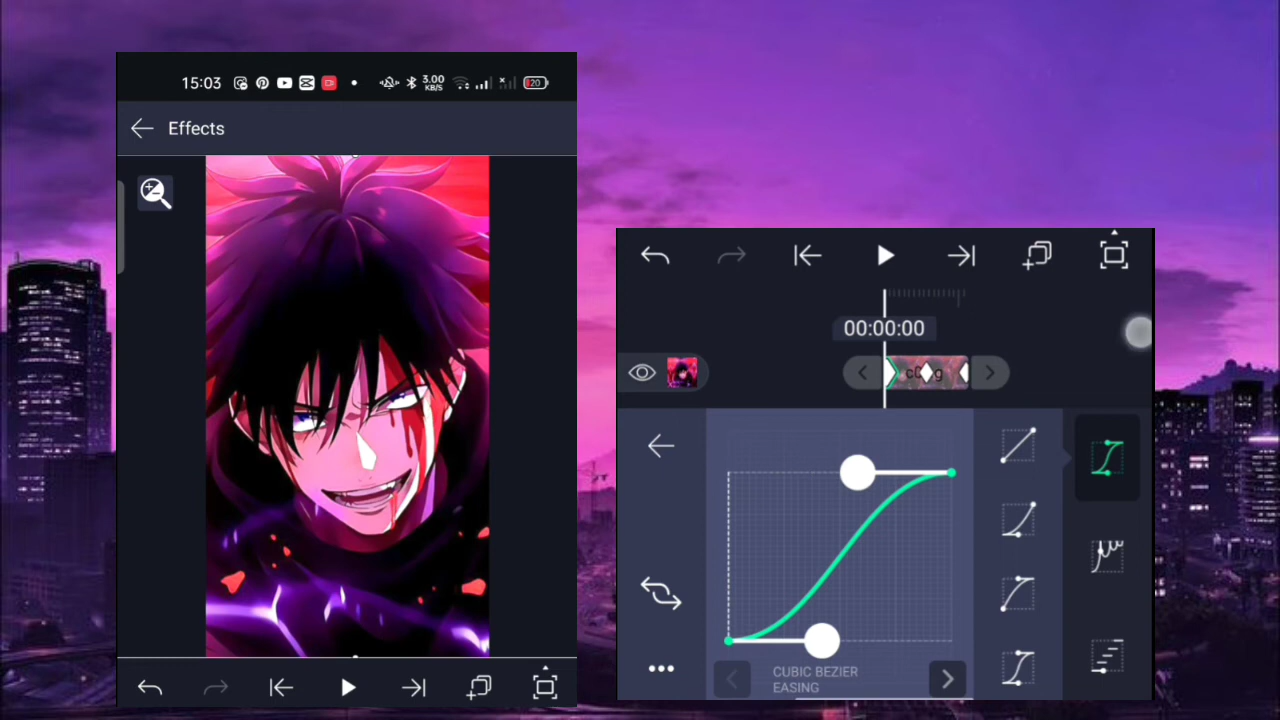 15:03
3.00
KB/S
20
Effects
00:00:00
CUBIC BEZIER
EASING